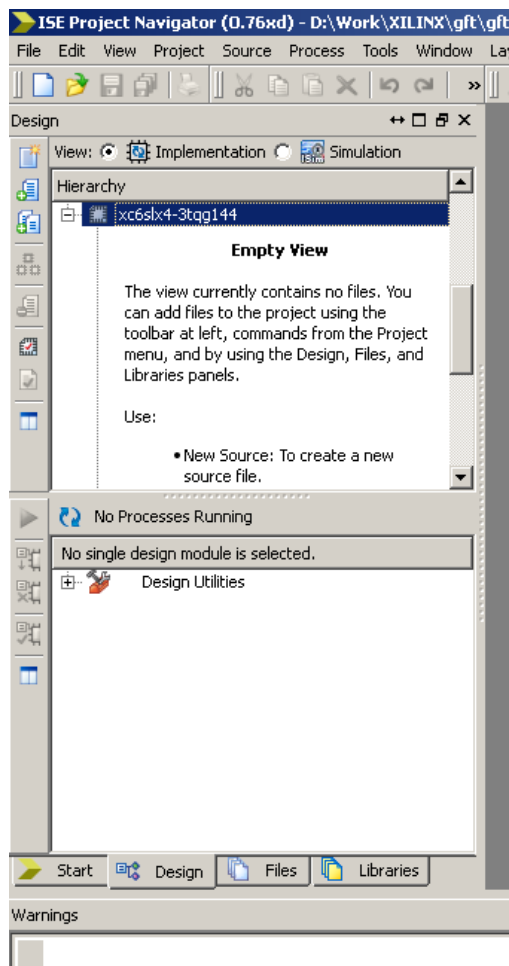 ISE Project Navigator (0.76xd) - D:\Work\XILINX\gft\gft
File Edit View Project Source Process Tools Window La
»
Design
View: Implementation Simulation
Hierarchy
xc6slx4-3tqg144
Empty View
The view currently contains no files. You
can add files to the project using the
toolbar at left, commands from the Project
menu, and by using the Design, Files, and
Libraries panels.
Use:
• New Source: To create a new
source file.
No Processes Running
No single design module is selected.
Design Utilities
Start Design Files Libraries
Warnings